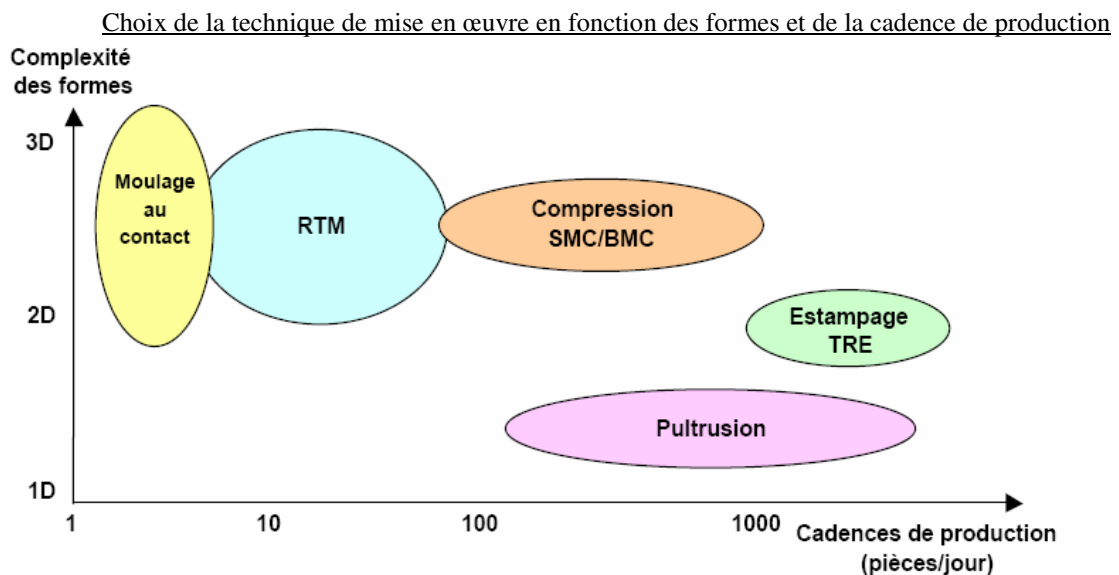 Choix de la technique de mise en œuvre en fonction des formes et de la cadence de production
Complexité
des formes
3D
Moulage
au
contact
RTM
Compression
SMC/BMC
2D
Estampage
TRE
Pultrusion
1D
1
10
100
1000
Cadences de production
(pièces/jour)